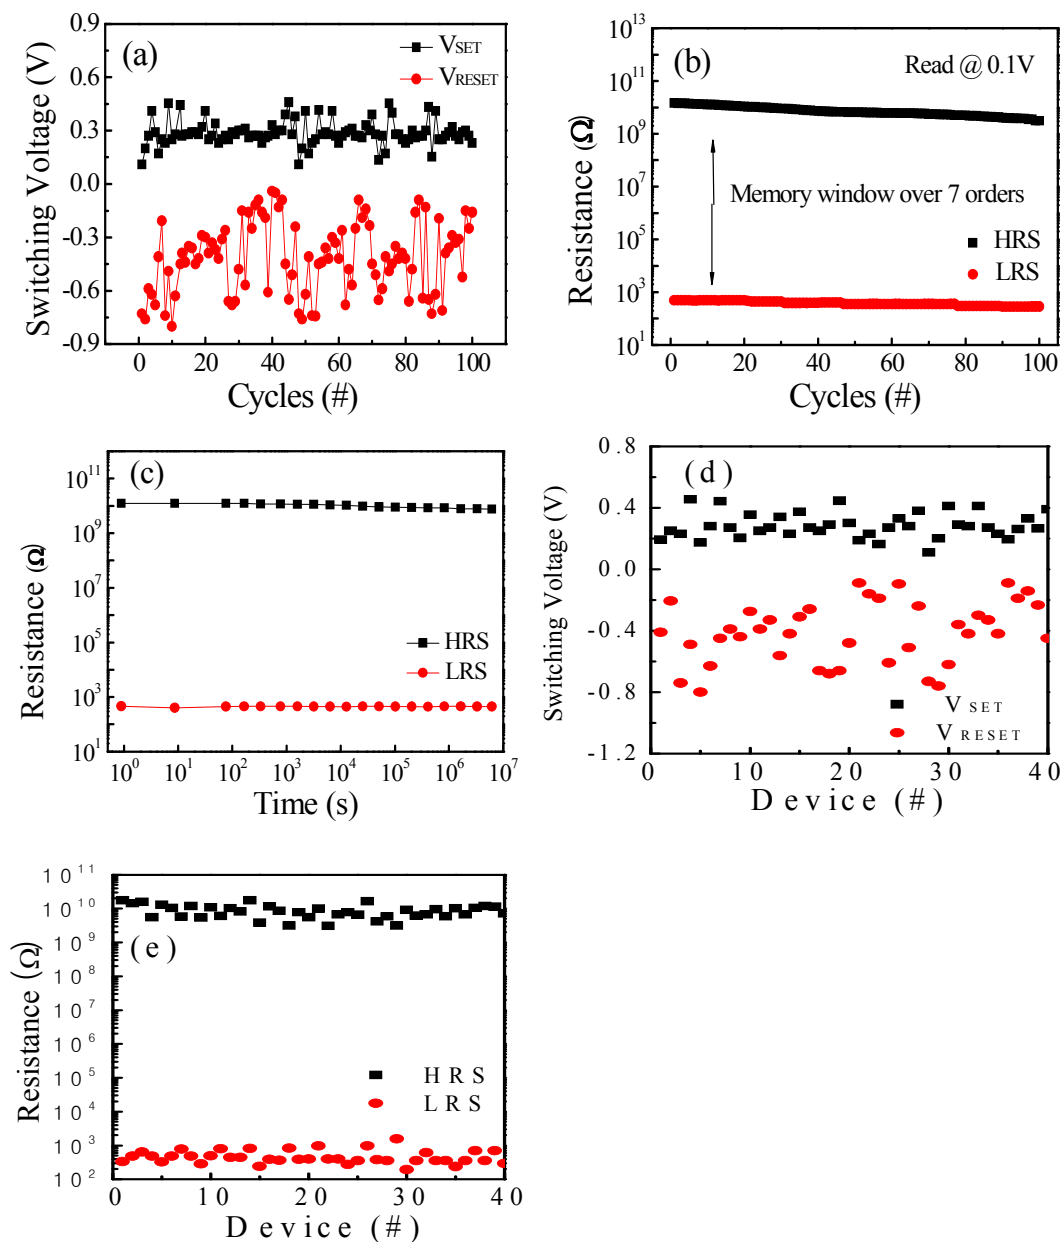 (a)
V SET
V RESET
0.9
0.6
0.3
0.0
-0.3
-0.6
-0.9
Switching Voltage (V)
0 20 40 60 80 100
Cycles (#)
(b)
Read @ 0.1V
10^13
10^11
10^9
10^7
10^5
10^3
10^1
Resistance (Ω)
Memory window over 7 orders
HRS
LRS
0 20 40 60 80 100
Cycles (#)
(c)
10^11
10^9
10^7
10^5
10^3
10^1
Resistance (Ω)
HRS
LRS
10^0 10^1 10^2 10^3 10^4 10^5 10^6 10^7
Time (s)
(d)
0.8
0.4
0.0
-0.4
-0.8
-1.2
Switching Voltage (V)
V SET
V RESET
0 10 20 30 40
Device (#)
(e)
10^11
10^10
10^9
10^8
10^7
10^6
10^5
10^4
10^3
10^2
Resistance (Ω)
HRS
LRS
0 10 20 30 40
Device (#)